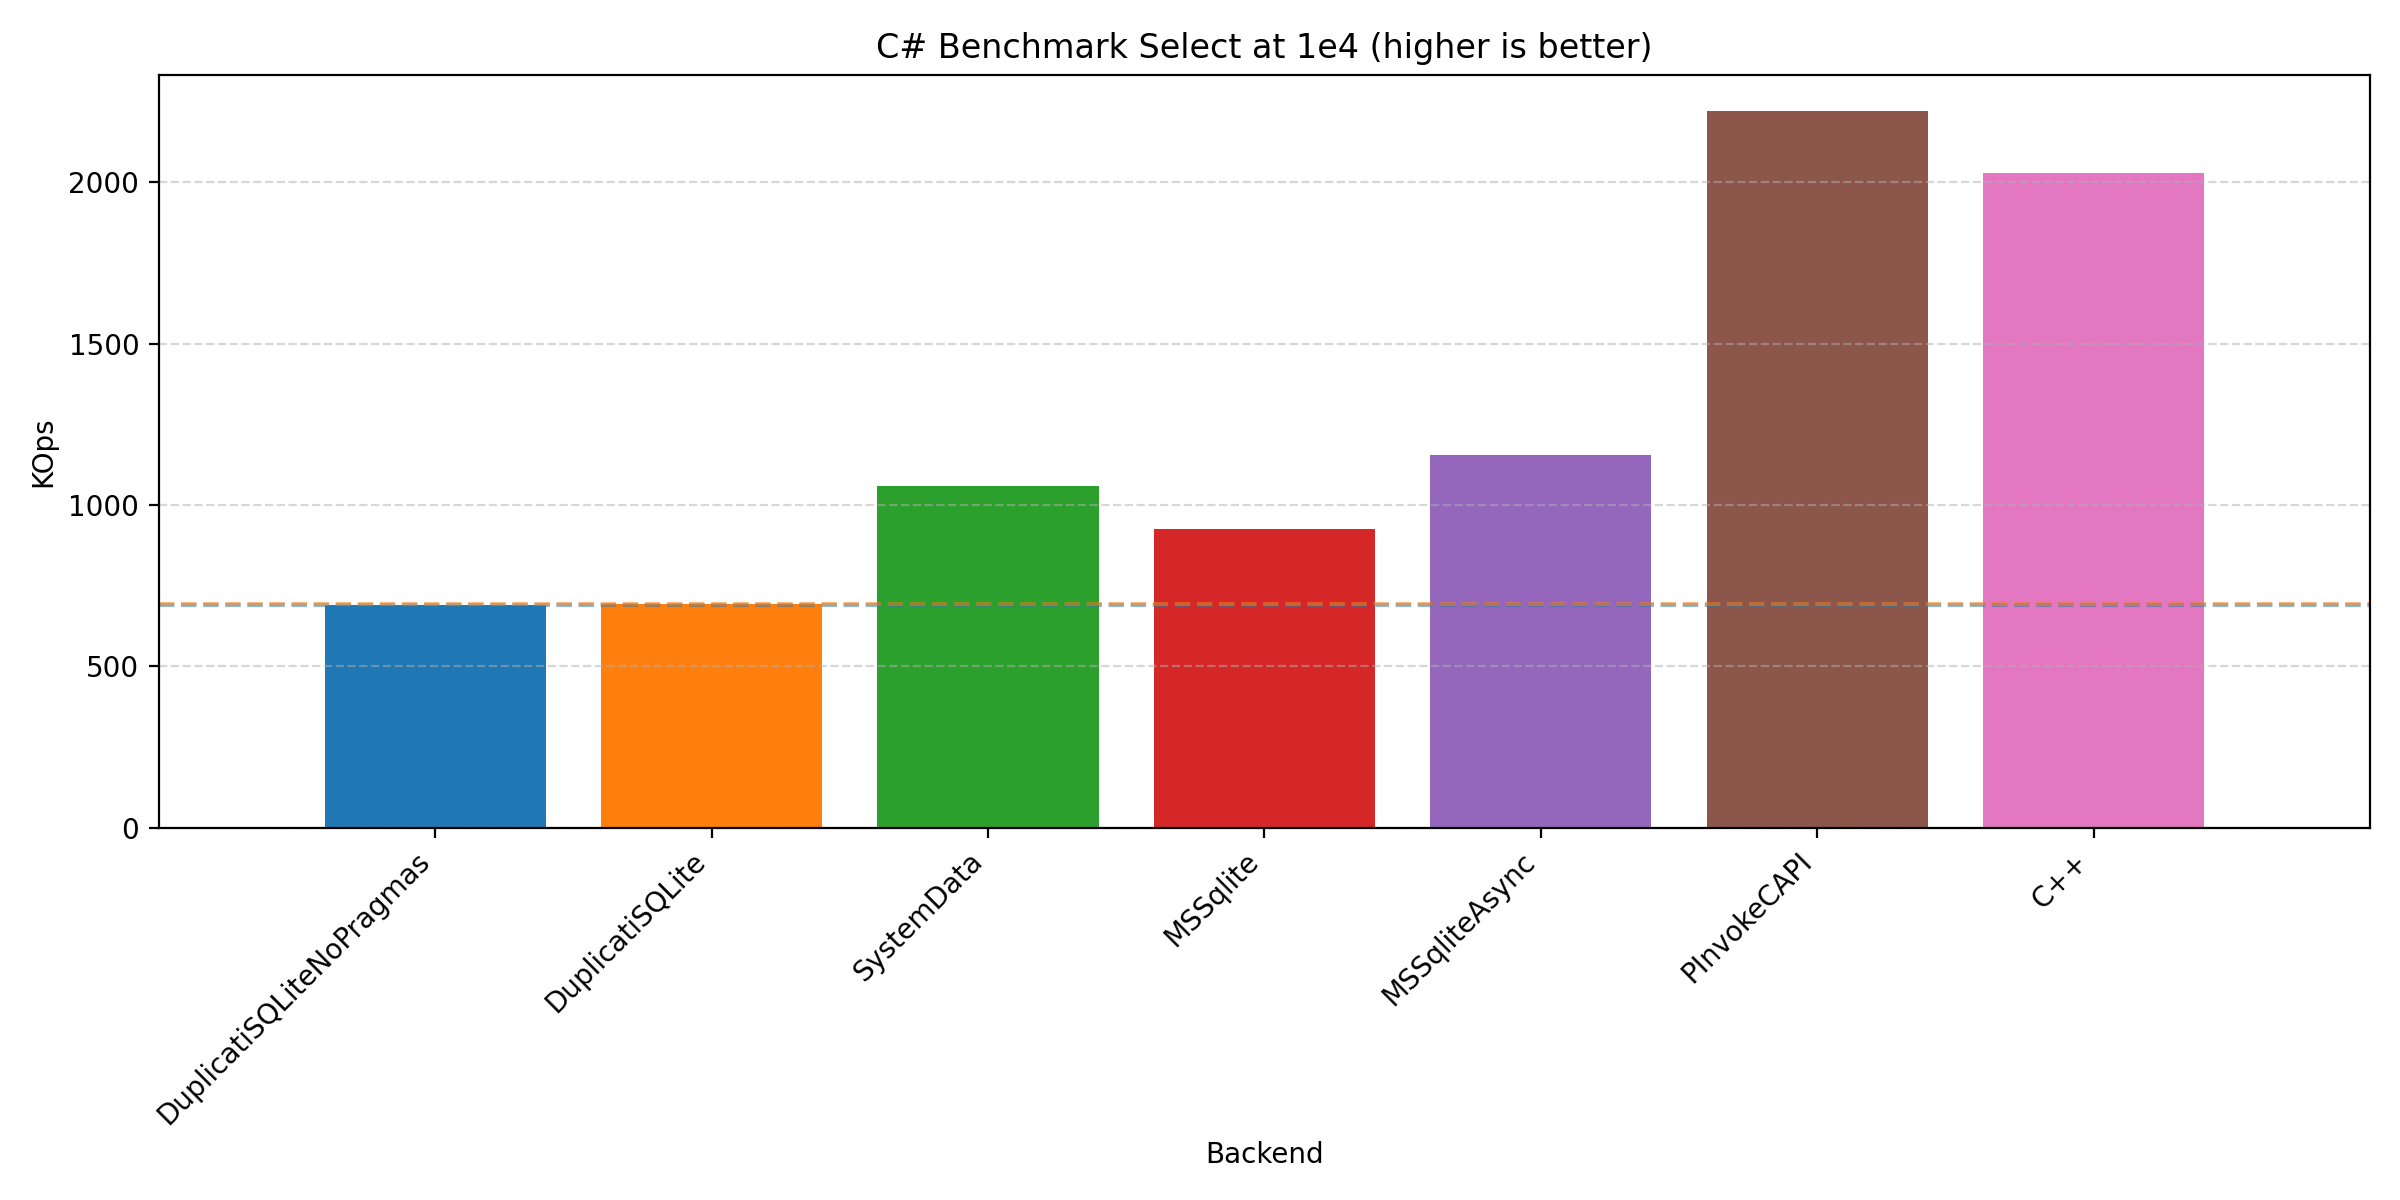 C# Benchmark Select at 1e4 (higher is better)
KOps
2000
1500
1000
500
0
DuplicatiSQLiteNoPragmas
DuplicatiSQLite
SystemData
MSSqlite
MSSqliteAsync
PInvokeCAPI
C++
Backend